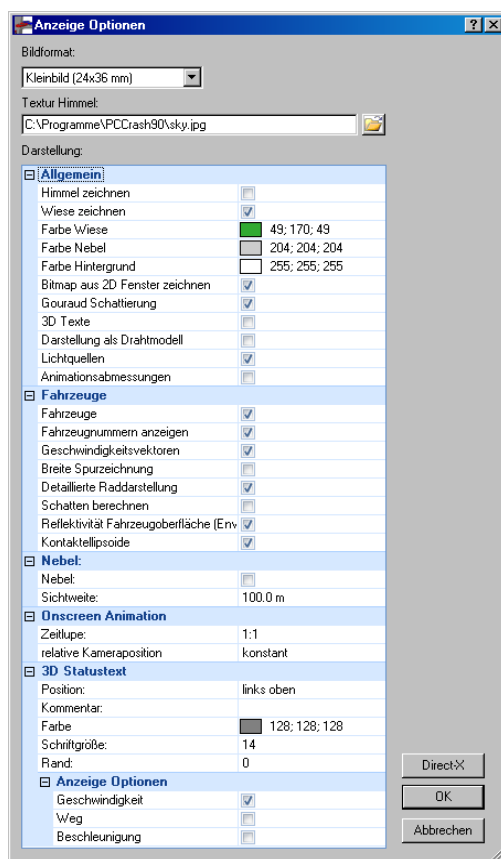 Anzeige Optionen
Bildformat:
Kleinbild (24x36 mm)
Textur Himmel:
C:\Programme\PCCrash90\sky.jpg
Darstellung:
Allgemein
Himmel zeichnen
Wiese zeichnen
Farbe Wiese 49; 170; 49
Farbe Nebel 204; 204; 204
Farbe Hintergrund 255; 255; 255
Bitmap aus 2D Fenster zeichnen
Gouraud Schattierung
3D Texte
Darstellung als Drahtmodell
Lichtquellen
Animationsabmessungen
Fahrzeuge
Fahrzeuge
Fahrzeugnummern anzeigen
Geschwindigkeitsvektoren
Breite Spurzeichnung
Detaillierte Raddarstellung
Schatten berechnen
Reflektivität Fahrzeugoberfläche (Env
Kontaktellipsoide
Nebel:
Nebel:
Sichtweite: 100.0 m
Onscreen Animation
Zeitlupe: 1:1
relative Kameraposition konstant
3D Statustext
Position: links oben
Kommentar:
Farbe 128; 128; 128
Schriftgröße: 14
Rand: 0
Anzeige Optionen
Geschwindigkeit
Weg
Beschleunigung
Direct-X
OK
Abbrechen